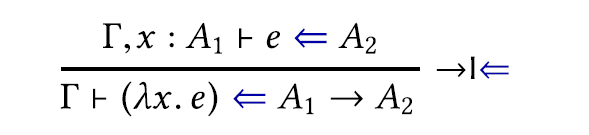 Γ, x : A₁ ⊢ e ⇐ A₂
Γ ⊢ (λx. e) ⇐ A₁ → A₂ →I⇐